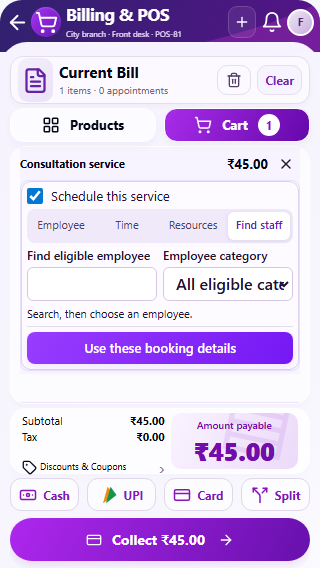 Billing & POS
City branch · Front desk · POS-81
F
Current Bill
1 items · 0 appointments
Clear
Products
Cart 1
Consultation service ₹45.00
Schedule this service
Employee Time Resources Find staff
Find eligible employee Employee category
All eligible cate
Search, then choose an employee.
Use these booking details
Subtotal ₹45.00
Tax ₹0.00
Discounts & Coupons
Amount payable
₹45.00
Cash UPI Card Split
Collect ₹45.00